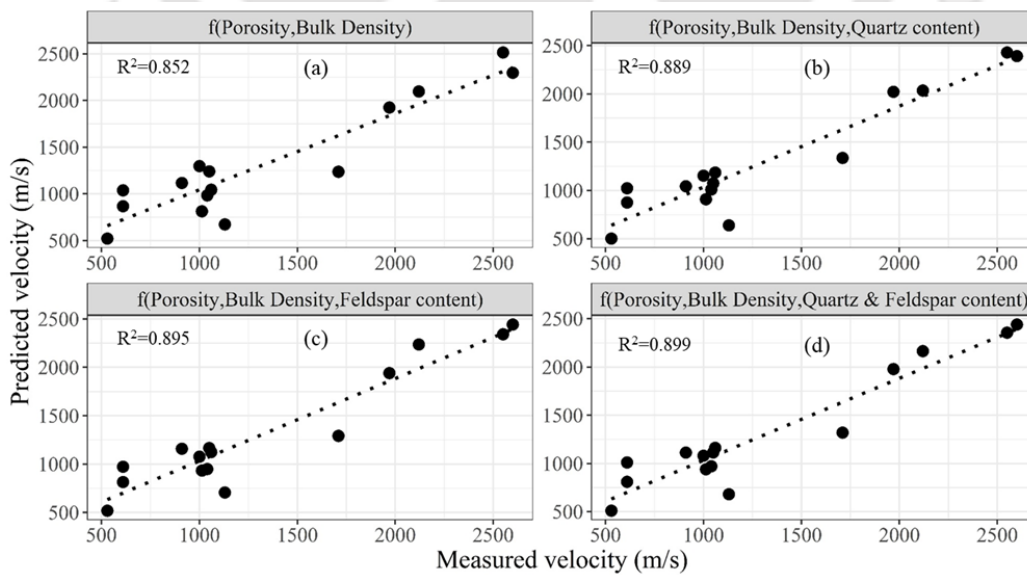 f(Porosity,Bulk Density)
R²=0.852
(a)
2500
2000
1500
1000
500
500 1000 1500 2000 2500
f(Porosity,Bulk Density,Quartz content)
R²=0.889
(b)
2500
2000
1500
1000
500
500 1000 1500 2000 2500
f(Porosity,Bulk Density,Feldspar content)
R²=0.895
(c)
2500
2000
1500
1000
500
500 1000 1500 2000 2500
f(Porosity,Bulk Density,Quartz & Feldspar content)
R²=0.899
(d)
2500
2000
1500
1000
500
500 1000 1500 2000 2500
Predicted velocity (m/s)
Measured velocity (m/s)